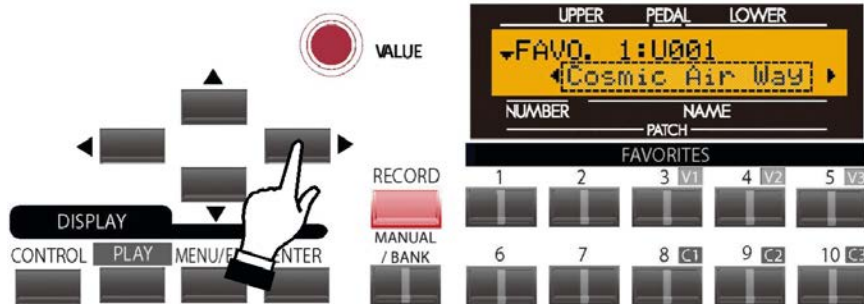 VALUE
UPPER PEDAL LOWER
FAVO. 1:U001
Cosmic Air Way
NUMBER NAME
PATCH
FAVORITES
RECORD
1 2 3 V1 4 V2 5 V3
DISPLAY
CONTROL PLAY MENU/E NTER
MANUAL
/ BANK
6 7 8 C1 9 C2 10 C3